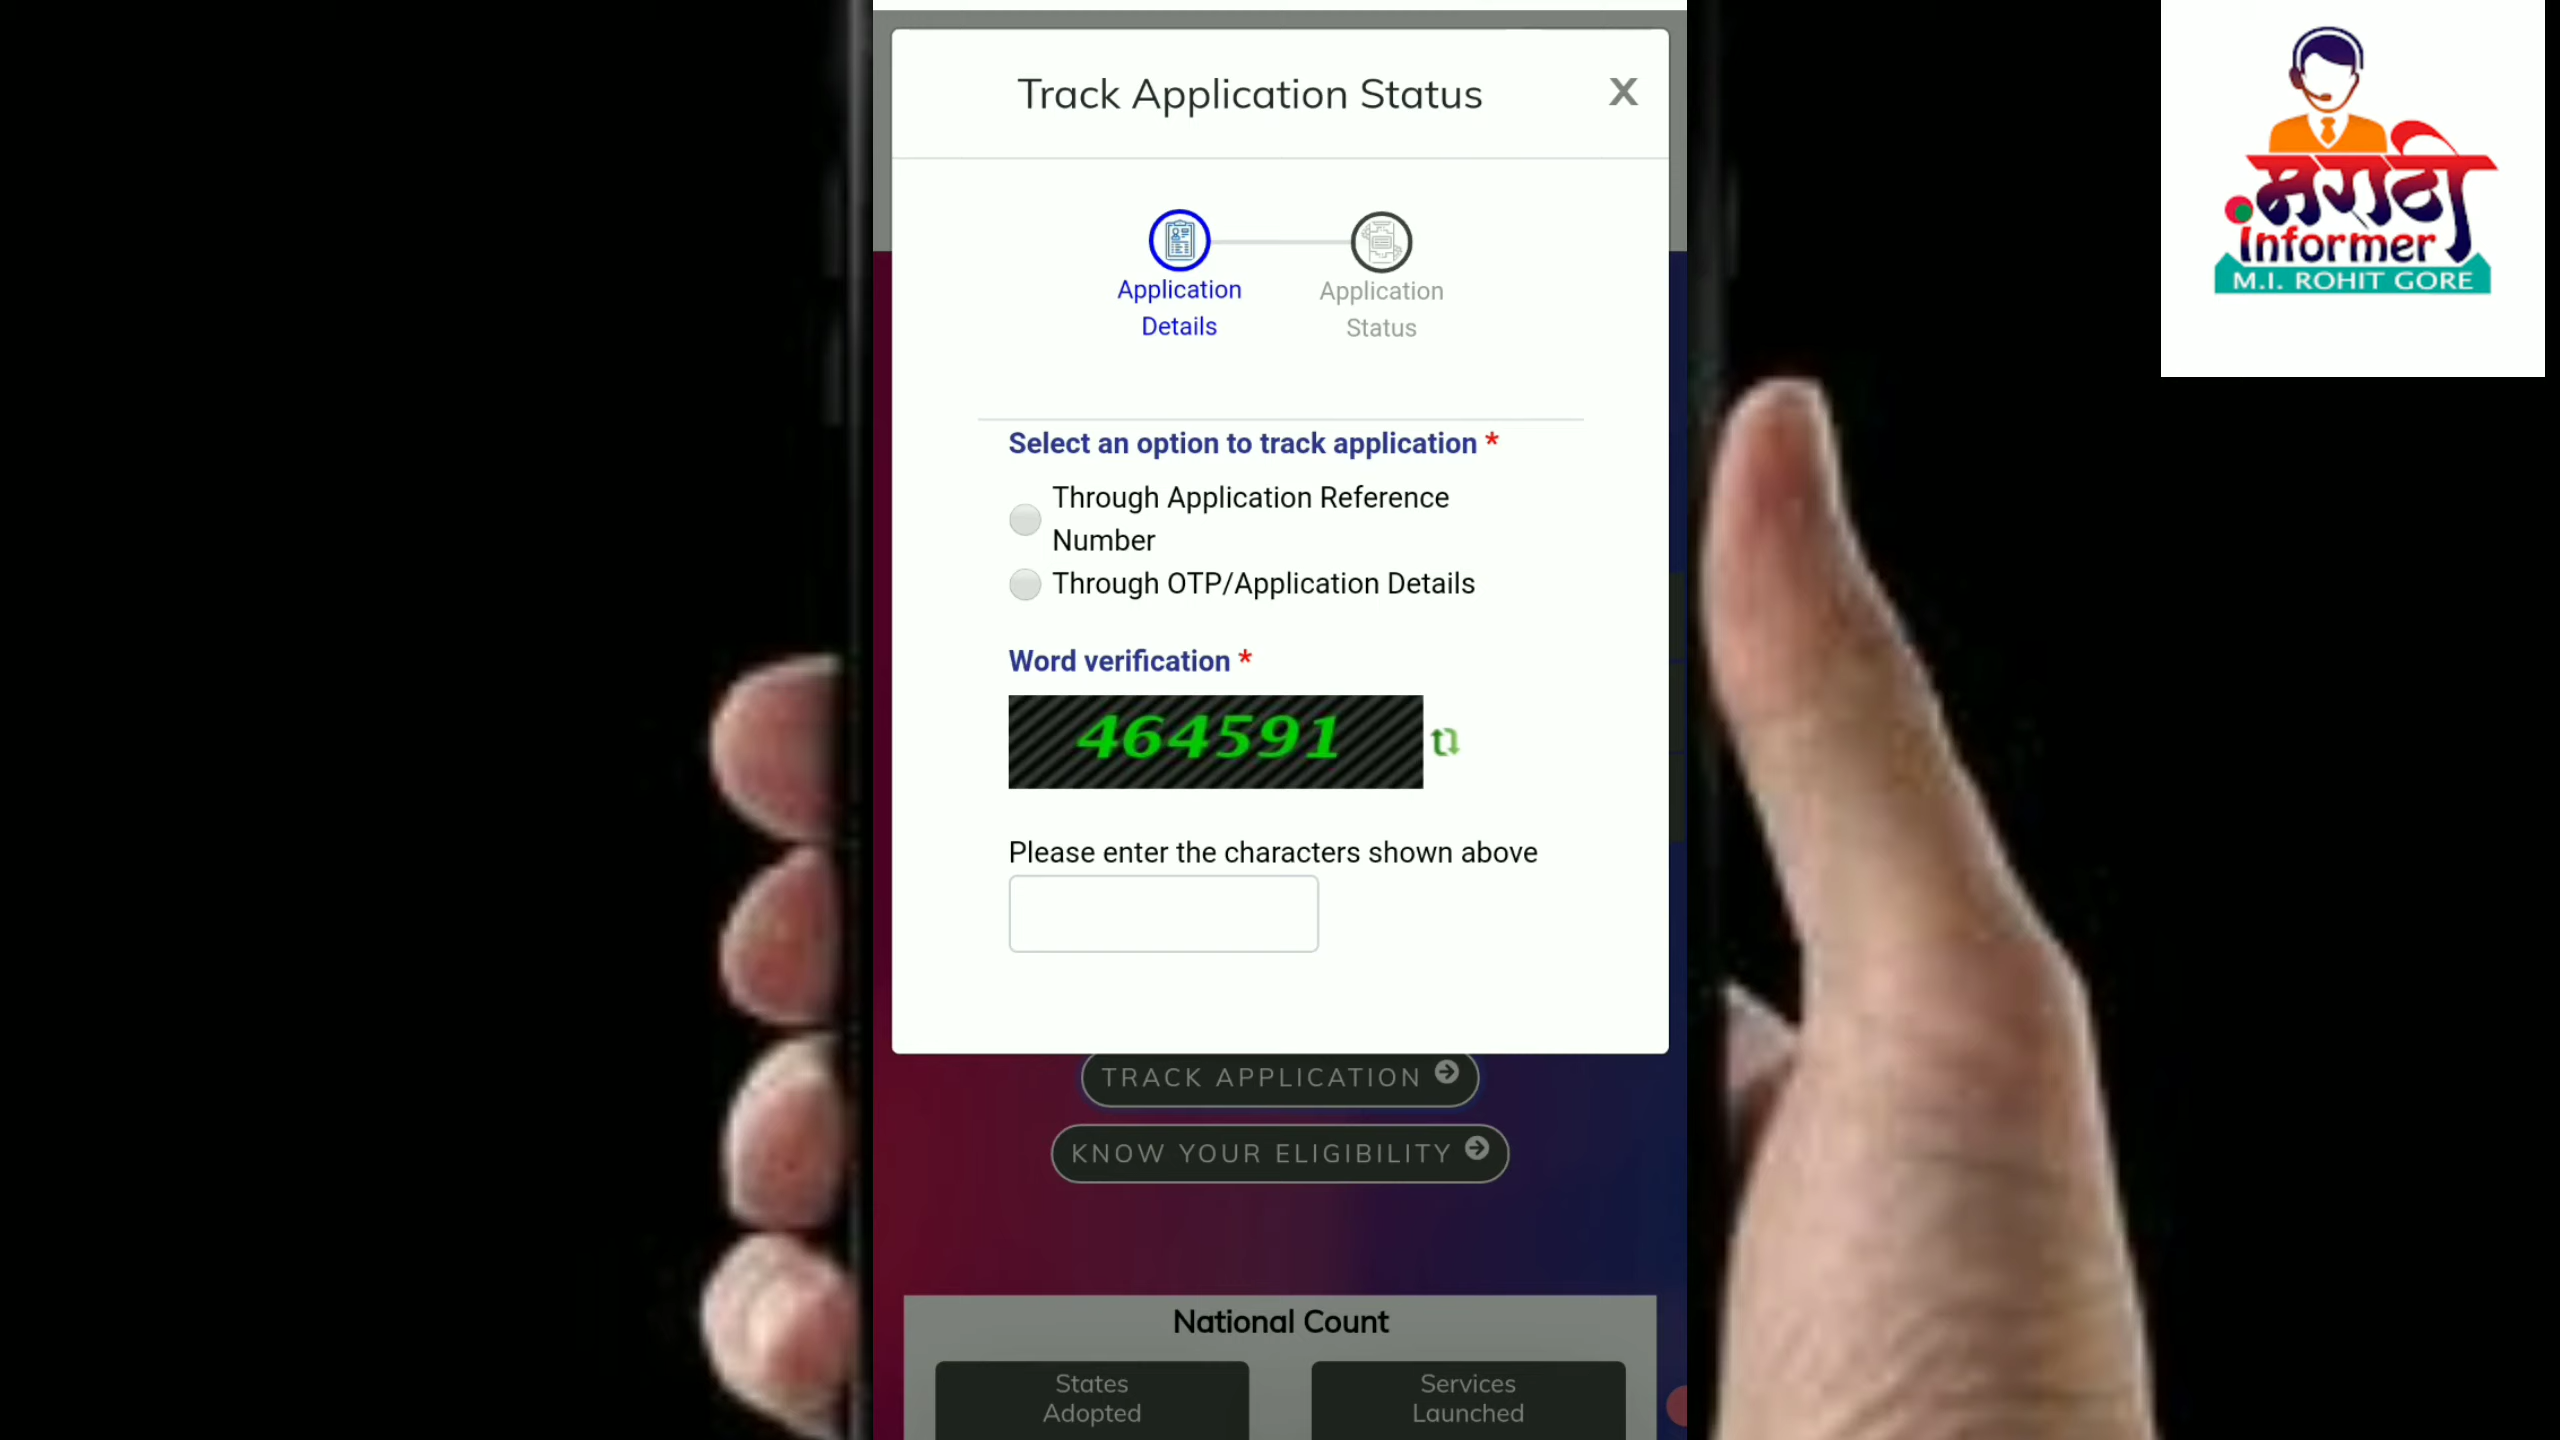 Track Application Status
X
Application
Details
Application
Status
Select an option to track application *
Through Application Reference
Number
Through OTP/Application Details
Word verification *
464591
Please enter the characters shown above
TRACK APPLICATION
KNOW YOUR ELIGIBILITY
National Count
States
Adopted
Services
Launched
मराठी
Informer
M.I. ROHIT GORE